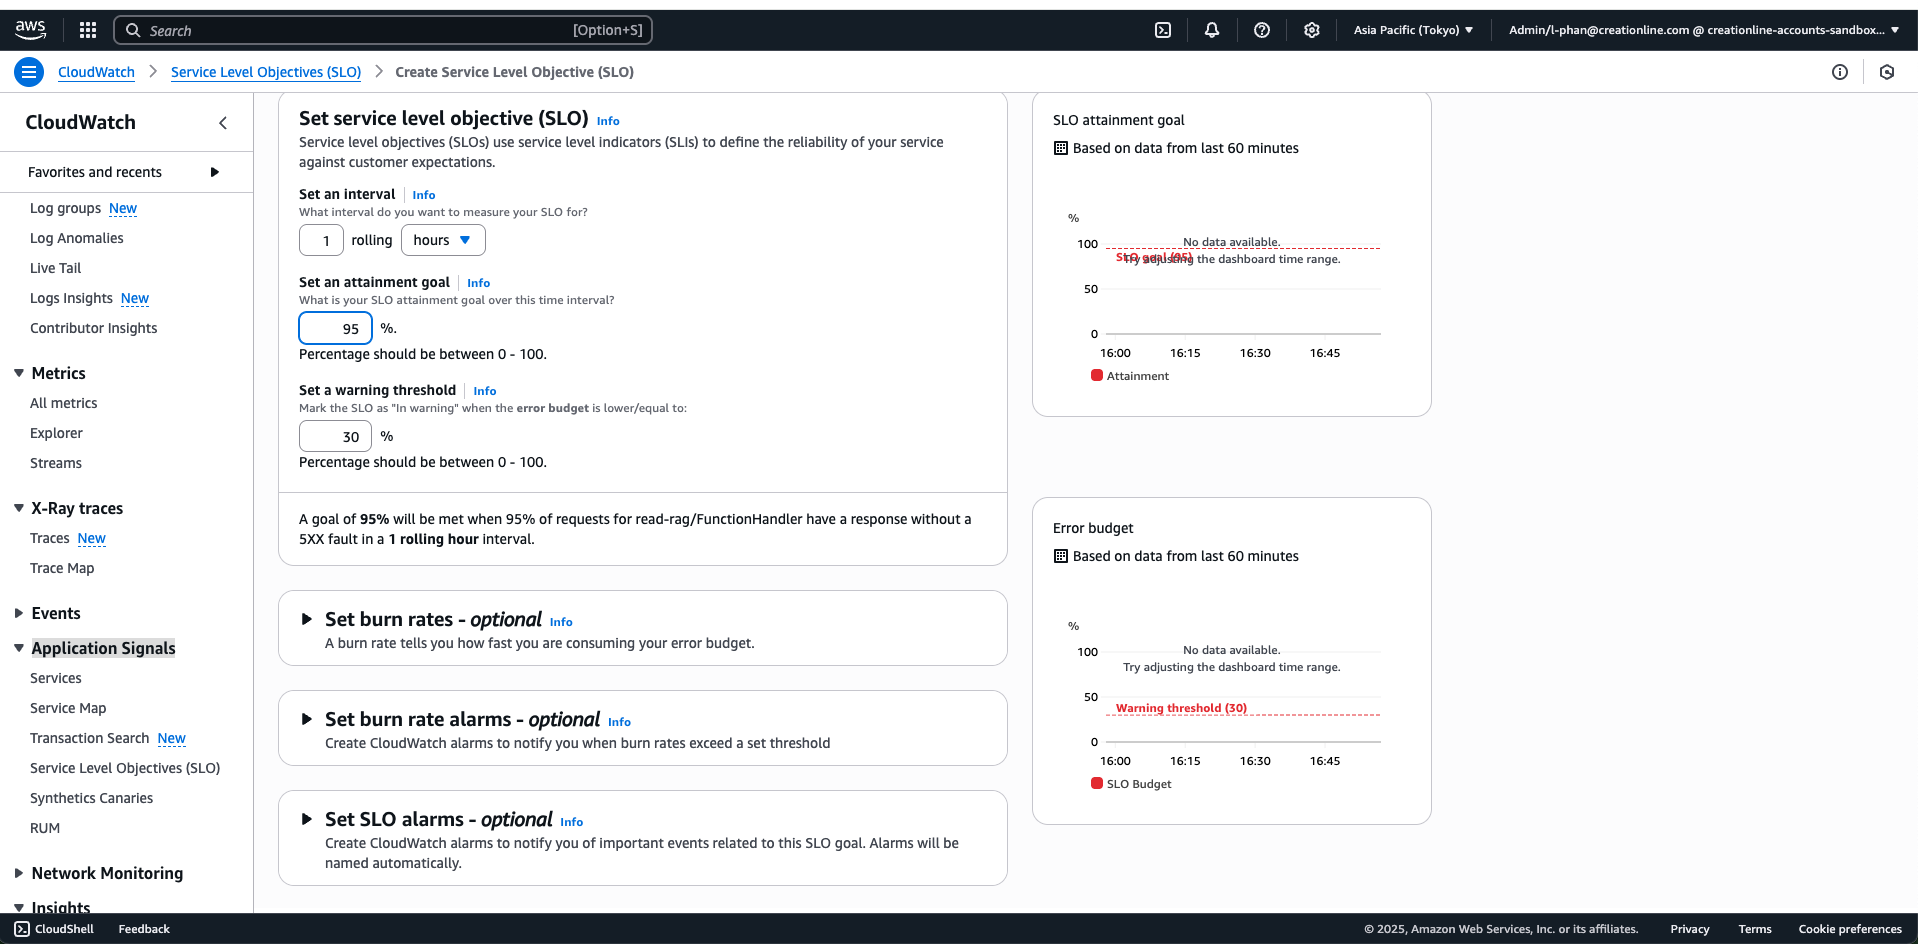 aws
Search
[Option+S]
Asia Pacific (Tokyo)
Admin/l-phan@creationline.com @ creationline-accounts-sandbox...
CloudWatch
Service Level Objectives (SLO)
Create Service Level Objective (SLO)
CloudWatch
Favorites and recents
Log groups New
Log Anomalies
Live Tail
Logs Insights New
Contributor Insights
Metrics
All metrics
Explorer
Streams
X-Ray traces
Traces New
Trace Map
Events
Application Signals
Services
Service Map
Transaction Search New
Service Level Objectives (SLO)
Synthetics Canaries
RUM
Network Monitoring
Insights
Set service level objective (SLO) Info
Service level objectives (SLOs) use service level indicators (SLIs) to define the reliability of your service
against customer expectations.
Set an interval Info
What interval do you want to measure your SLO for?
1 rolling hours
Set an attainment goal Info
What is your SLO attainment goal over this time interval?
95 %.
Percentage should be between 0 - 100.
Set a warning threshold Info
Mark the SLO as "In warning" when the error budget is lower/equal to:
30 %
Percentage should be between 0 - 100.
A goal of 95% will be met when 95% of requests for read-rag/FunctionHandler have a response without a
5XX fault in a 1 rolling hour interval.
Set burn rates - optional Info
A burn rate tells you how fast you are consuming your error budget.
Set burn rate alarms - optional Info
Create CloudWatch alarms to notify you when burn rates exceed a set threshold
Set SLO alarms - optional Info
Create CloudWatch alarms to notify you of important events related to this SLO goal. Alarms will be
named automatically.
SLO attainment goal
Based on data from last 60 minutes
%
100
50
0
No data available.
SLO goal (95)
Try adjusting the dashboard time range.
16:00 16:15 16:30 16:45
Attainment
Error budget
Based on data from last 60 minutes
%
100
50
0
No data available.
Try adjusting the dashboard time range.
Warning threshold (30)
16:00 16:15 16:30 16:45
SLO Budget
CloudShell
Feedback
© 2025, Amazon Web Services, Inc. or its affiliates.
Privacy
Terms
Cookie preferences